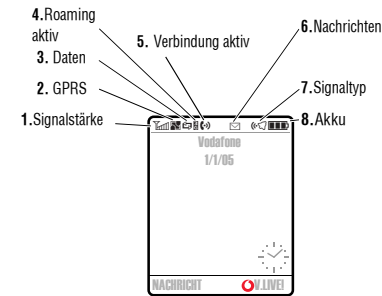 4.Roaming
aktiv
5. Verbindung aktiv
6.Nachrichten
3. Daten
2. GPRS
7.Signaltyp
1.Signalstärke
8.Akku
Vodafone
1/1/05
NACHRICHT
V.LIVE!